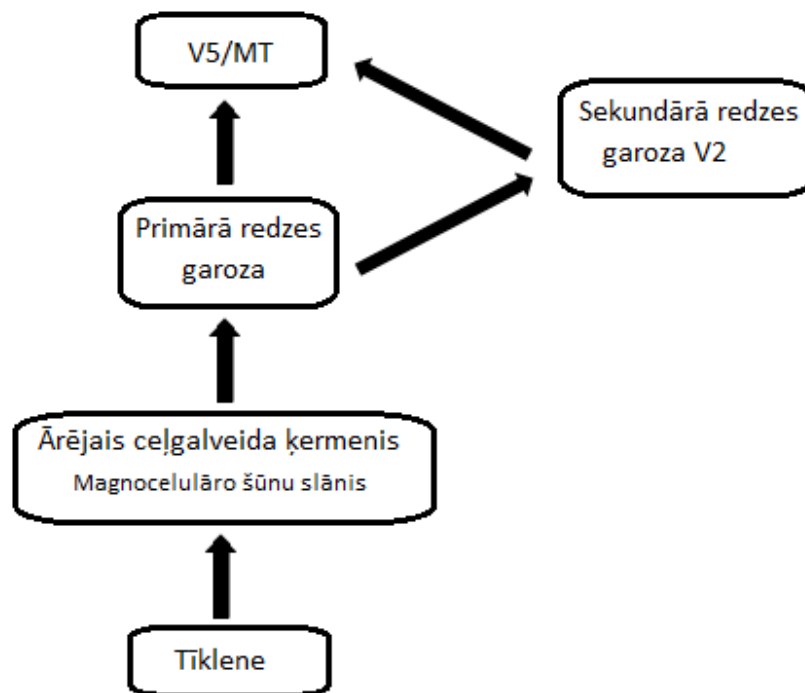 V5/MT
Sekundārā redzes
garoza V2
Primārā redzes
garoza
Ārējais ceļgalveida ķermenis
Magnocelulāro šūnu slānis
Tīklene